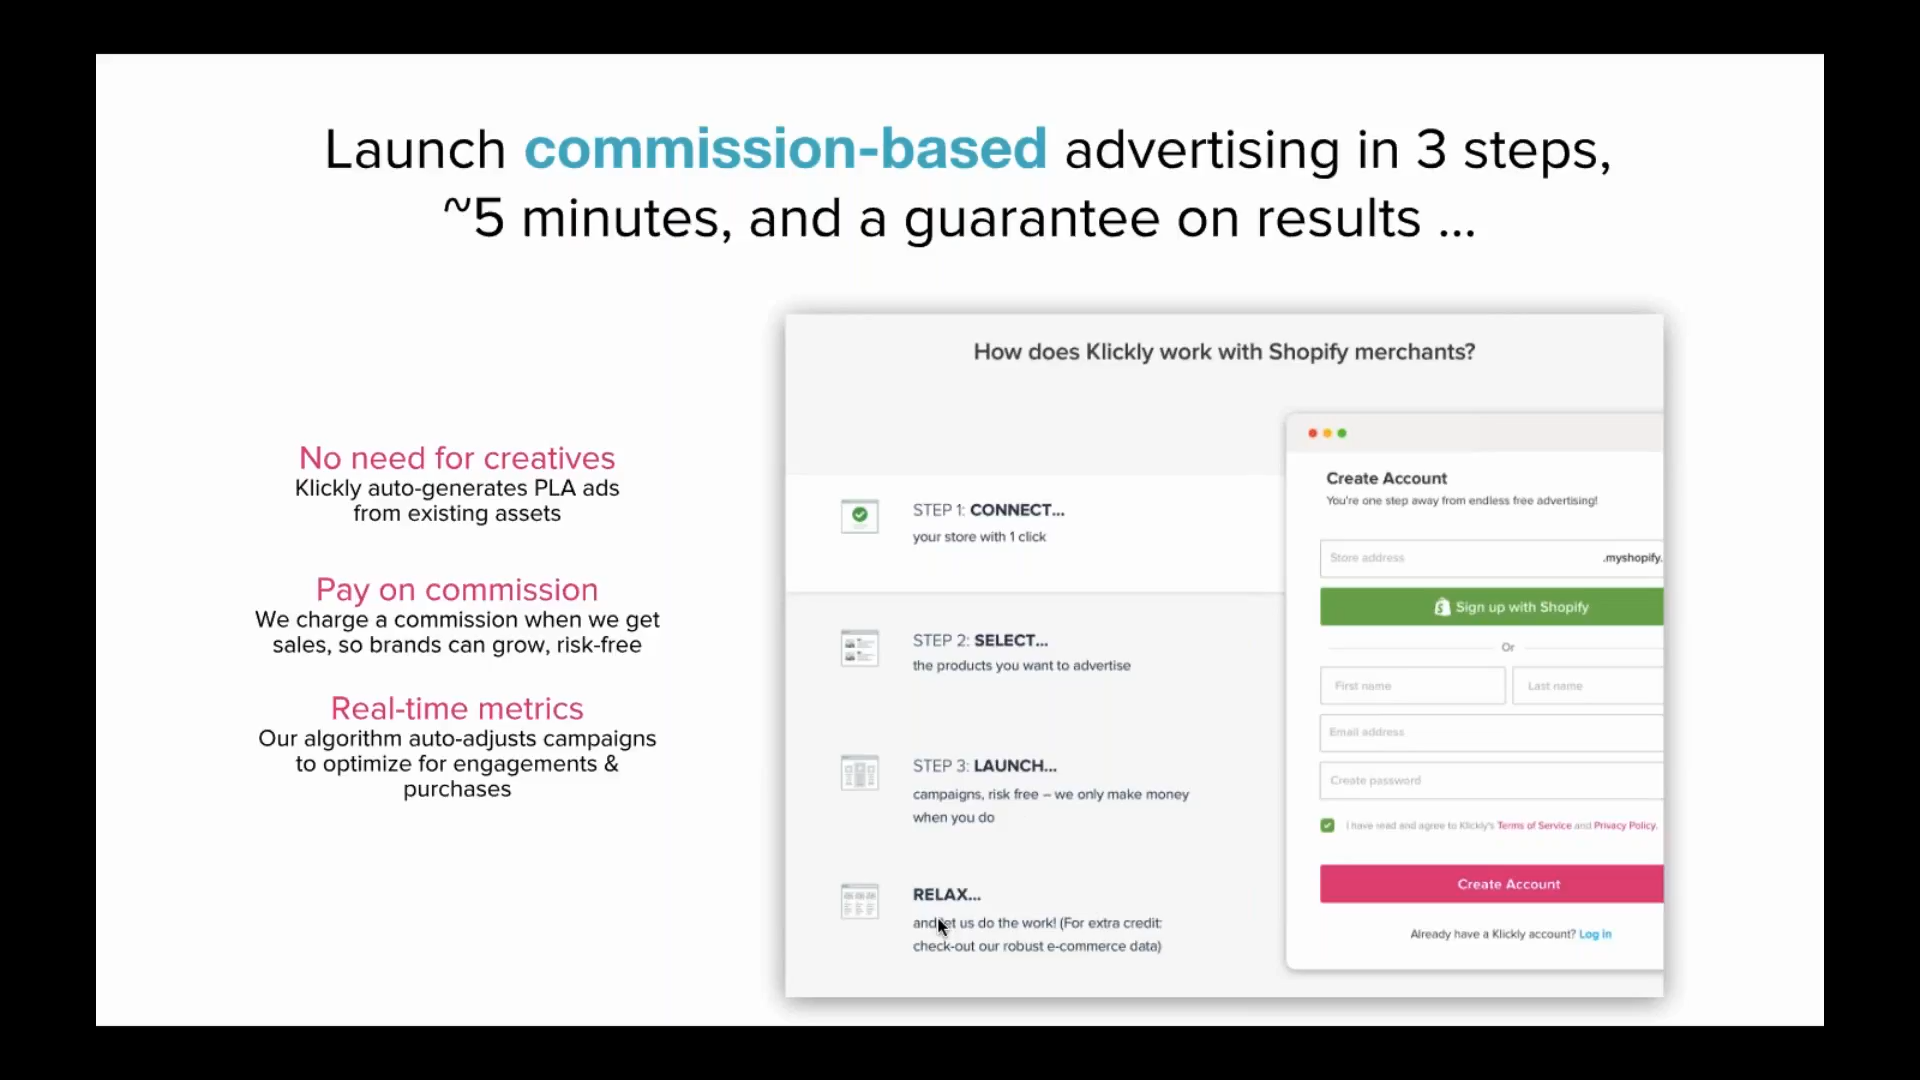 Launch commission-based advertising in 3 steps,
~5 minutes, and a guarantee on results ...
No need for creatives
Klickly auto-generates PLA ads
from existing assets
Pay on commission
We charge a commission when we get
sales, so brands can grow, risk-free
Real-time metrics
Our algorithm auto-adjusts campaigns
to optimize for engagements &
purchases
How does Klickly work with Shopify merchants?
STEP 1: CONNECT...
your store with 1 click
STEP 2: SELECT...
the products you want to advertise
STEP 3: LAUNCH...
campaigns, risk free – we only make money
when you do
RELAX...
and let us do the work! (For extra credit:
check-out our robust e-commerce data)
Create Account
You're one step away from endless free advertising!
Store address .myshopify.
Sign up with Shopify
Or
First name Last name
Email address
Create password
I have read and agree to Klickly's Terms of Service and Privacy Policy.
Create Account
Already have a Klickly account? Log in